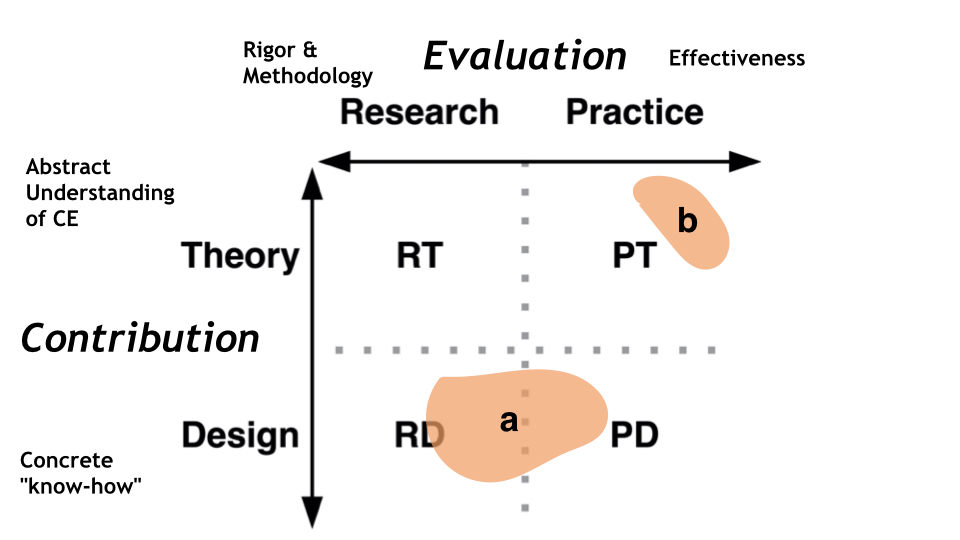 Rigor &
Methodology
Evaluation
Effectiveness
Research
Practice
Abstract
Understanding
of CE
b
Theory
RT
PT
Contribution
a
Design
RD
PD
Concrete
"know-how"